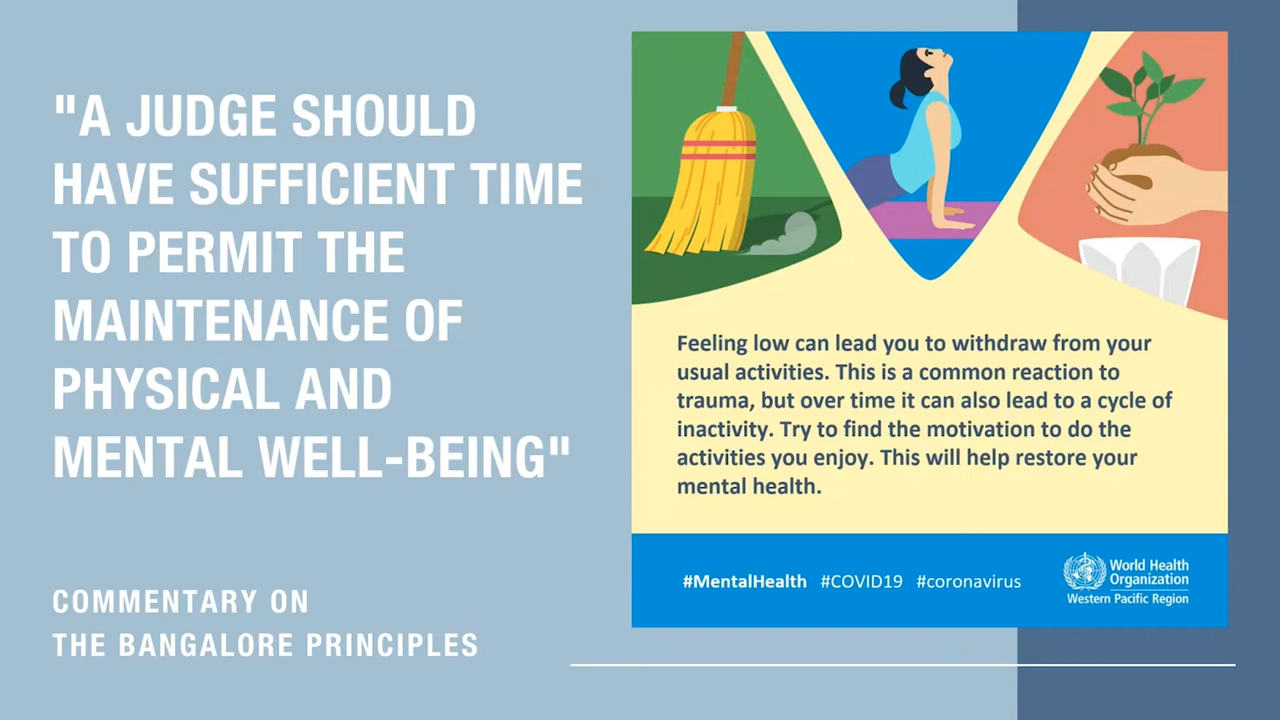 "A JUDGE SHOULD
HAVE SUFFICIENT TIME
TO PERMIT THE
MAINTENANCE OF
PHYSICAL AND
MENTAL WELL-BEING"
COMMENTARY ON
THE BANGALORE PRINCIPLES
Feeling low can lead you to withdraw from your
usual activities. This is a common reaction to
trauma, but over time it can also lead to a cycle of
inactivity. Try to find the motivation to do the
activities you enjoy. This will help restore your
mental health.
#MentalHealth #COVID19 #coronavirus
World Health
Organization
Western Pacific Region